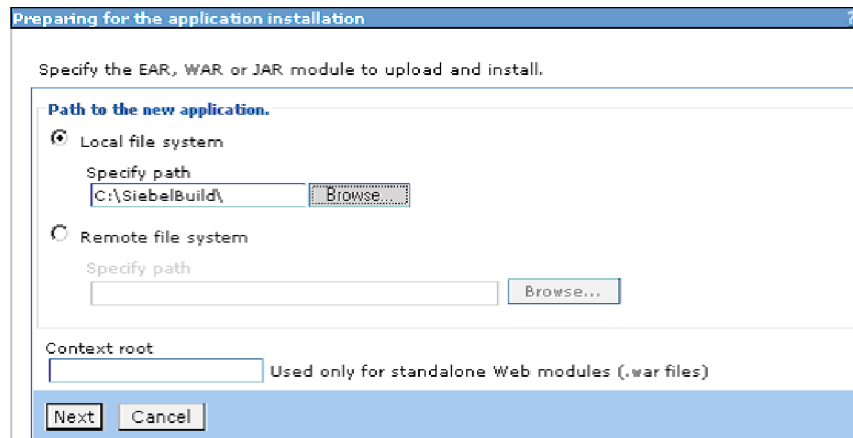 Preparing for the application installation ?
Specify the EAR, WAR or JAR module to upload and install.
Path to the new application.
Local file system
Specify path
C:\SiebelBuild\ Browse...
Remote file system
Specify path
Browse...
Context root
Used only for standalone Web modules (.war files)
Next Cancel